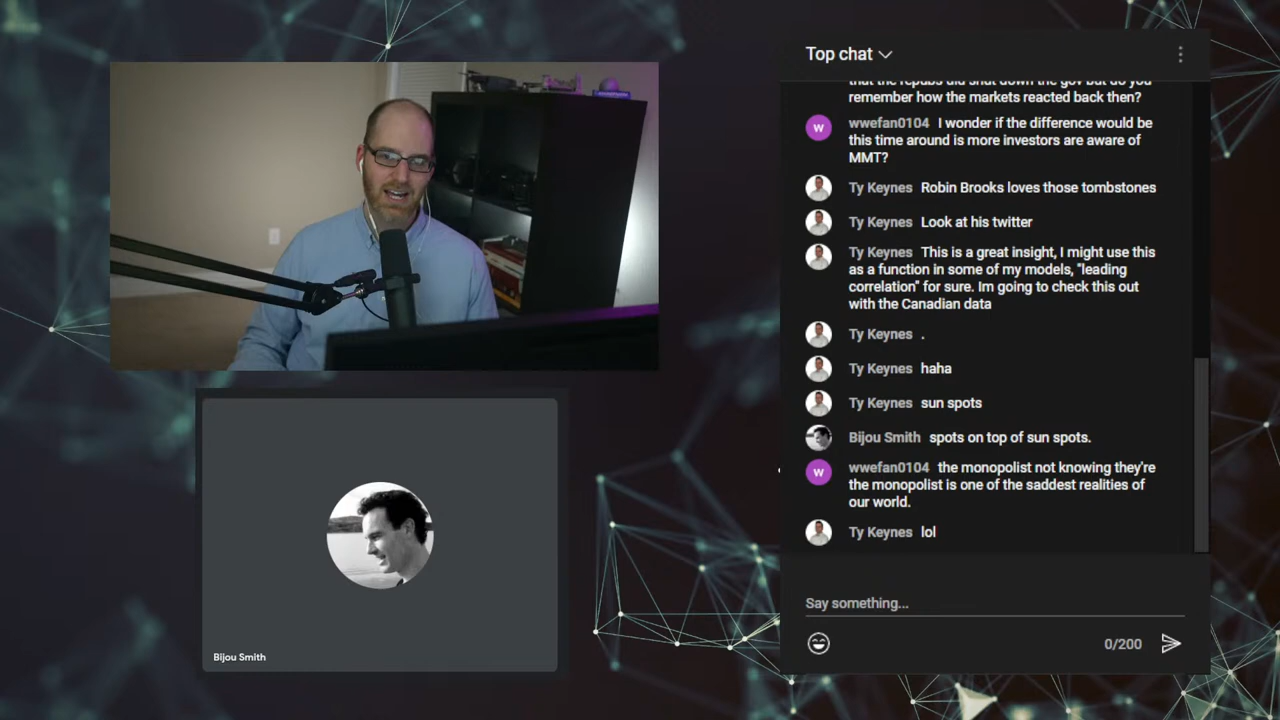 Top chat
that the repubs did shut down the gov but do you
remember how the markets reacted back then?
W
wwefan0104 I wonder if the difference would be
this time around is more investors are aware of
MMT?
Ty Keynes Robin Brooks loves those tombstones
Ty Keynes Look at his twitter
Ty Keynes This is a great insight, I might use this
as a function in some of my models, "leading
correlation" for sure. Im going to check this out
with the Canadian data
Ty Keynes .
Ty Keynes haha
Ty Keynes sun spots
Bijou Smith spots on top of sun spots.
W
wwefan0104 the monopolist not knowing they're
the monopolist is one of the saddest realities of
our world.
Ty Keynes lol
Say something...
0/200
Bijou Smith